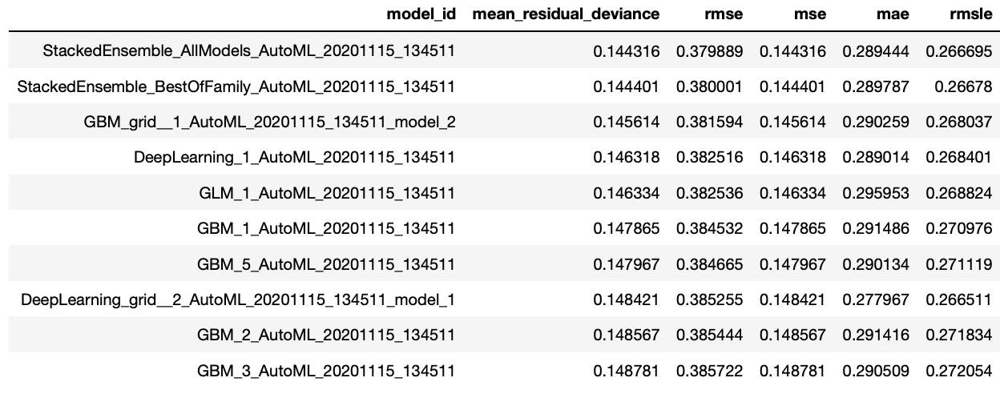 model_id mean_residual_deviance rmse mse mae rmsle
StackedEnsemble_AllModels_AutoML_20201115_134511 0.144316 0.379889 0.144316 0.289444 0.266695
StackedEnsemble_BestOfFamily_AutoML_20201115_134511 0.144401 0.380001 0.144401 0.289787 0.26678
GBM_grid__1_AutoML_20201115_134511_model_2 0.145614 0.381594 0.145614 0.290259 0.268037
DeepLearning_1_AutoML_20201115_134511 0.146318 0.382516 0.146318 0.289014 0.268401
GLM_1_AutoML_20201115_134511 0.146334 0.382536 0.146334 0.295953 0.268824
GBM_1_AutoML_20201115_134511 0.147865 0.384532 0.147865 0.291486 0.270976
GBM_5_AutoML_20201115_134511 0.147967 0.384665 0.147967 0.290134 0.271119
DeepLearning_grid__2_AutoML_20201115_134511_model_1 0.148421 0.385255 0.148421 0.277967 0.266511
GBM_2_AutoML_20201115_134511 0.148567 0.385444 0.148567 0.291416 0.271834
GBM_3_AutoML_20201115_134511 0.148781 0.385722 0.148781 0.290509 0.272054